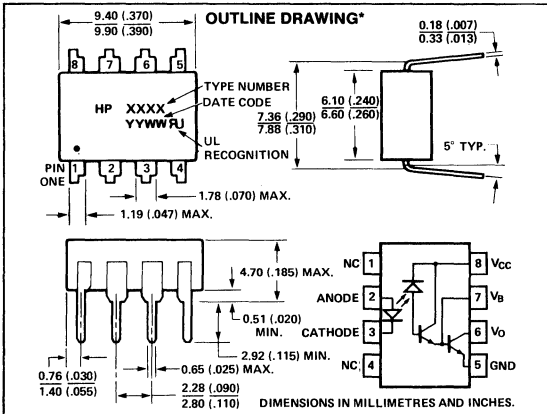 OUTLINE DRAWING*
9.40 (.370)
9.90 (.390)
0.18 (.007)
0.33 (.013)
8 7 6 5
TYPE NUMBER
HP XXXX
DATE CODE
YYWW RU
UL
RECOGNITION
7.36 (.290)
7.88 (.310)
6.10 (.240)
6.60 (.260)
5° TYP.
PIN
ONE
1 2 3 4
1.78 (.070) MAX.
1.19 (.047) MAX.
4.70 (.185) MAX.
0.51 (.020)
MIN.
2.92 (.115) MIN.
0.76 (.030)
1.40 (.055)
0.65 (.025) MAX.
2.28 (.090)
2.80 (.110)
NC 1
8 VCC
ANODE 2
7 VB
CATHODE 3
6 VO
NC 4
5 GND
DIMENSIONS IN MILLIMETRES AND INCHES.